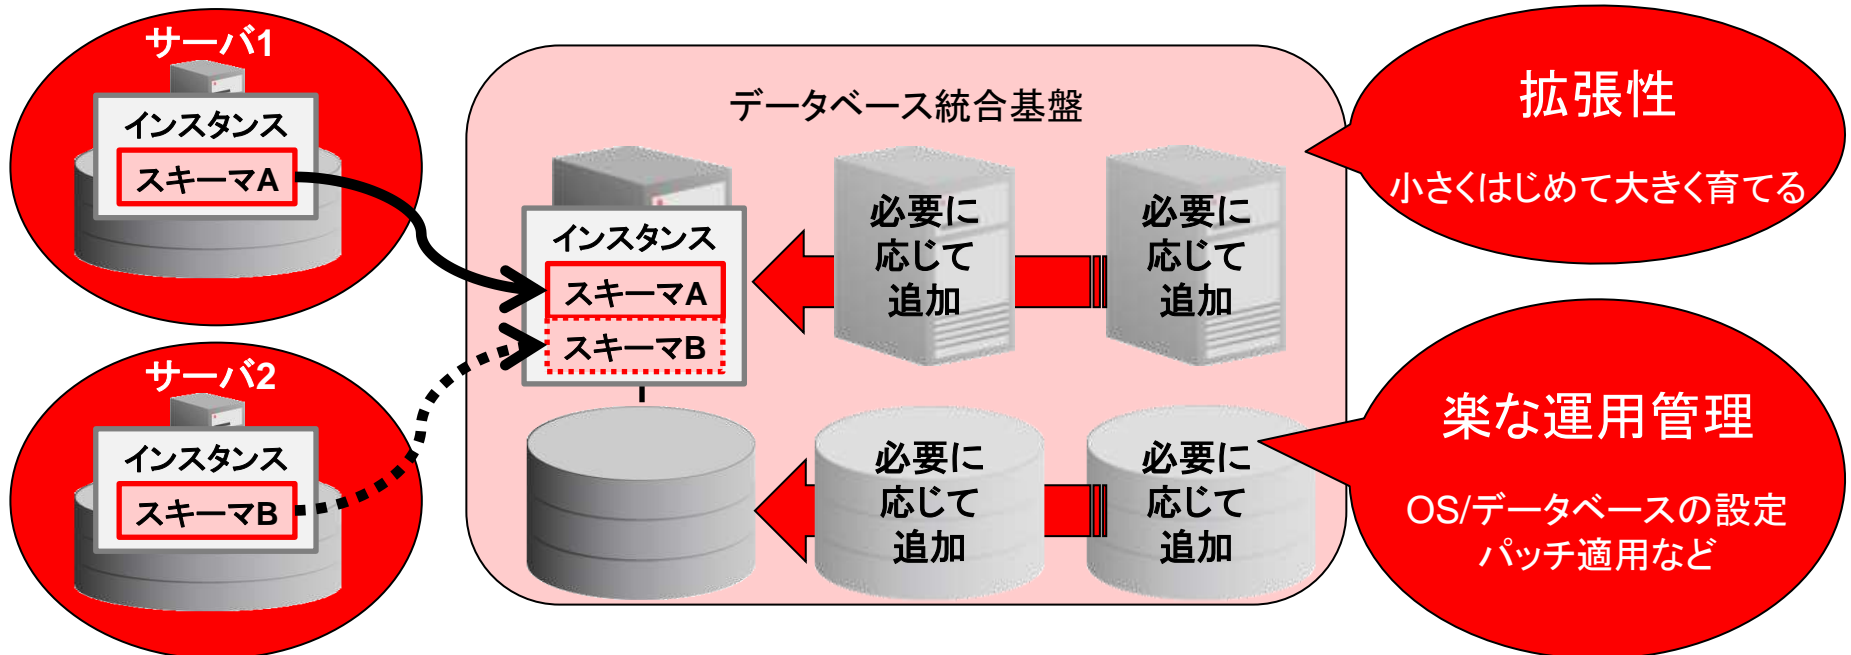 サーバ1
インスタンス
スキーマA
サーバ2
インスタンス
スキーマB
データベース統合基盤
インスタンス
スキーマA
スキーマB
必要に
応じて
追加
必要に
応じて
追加
必要に
応じて
追加
必要に
応じて
追加
拡張性
小さくはじめて大きく育てる
楽な運用管理
OS/データベースの設定
パッチ適用など